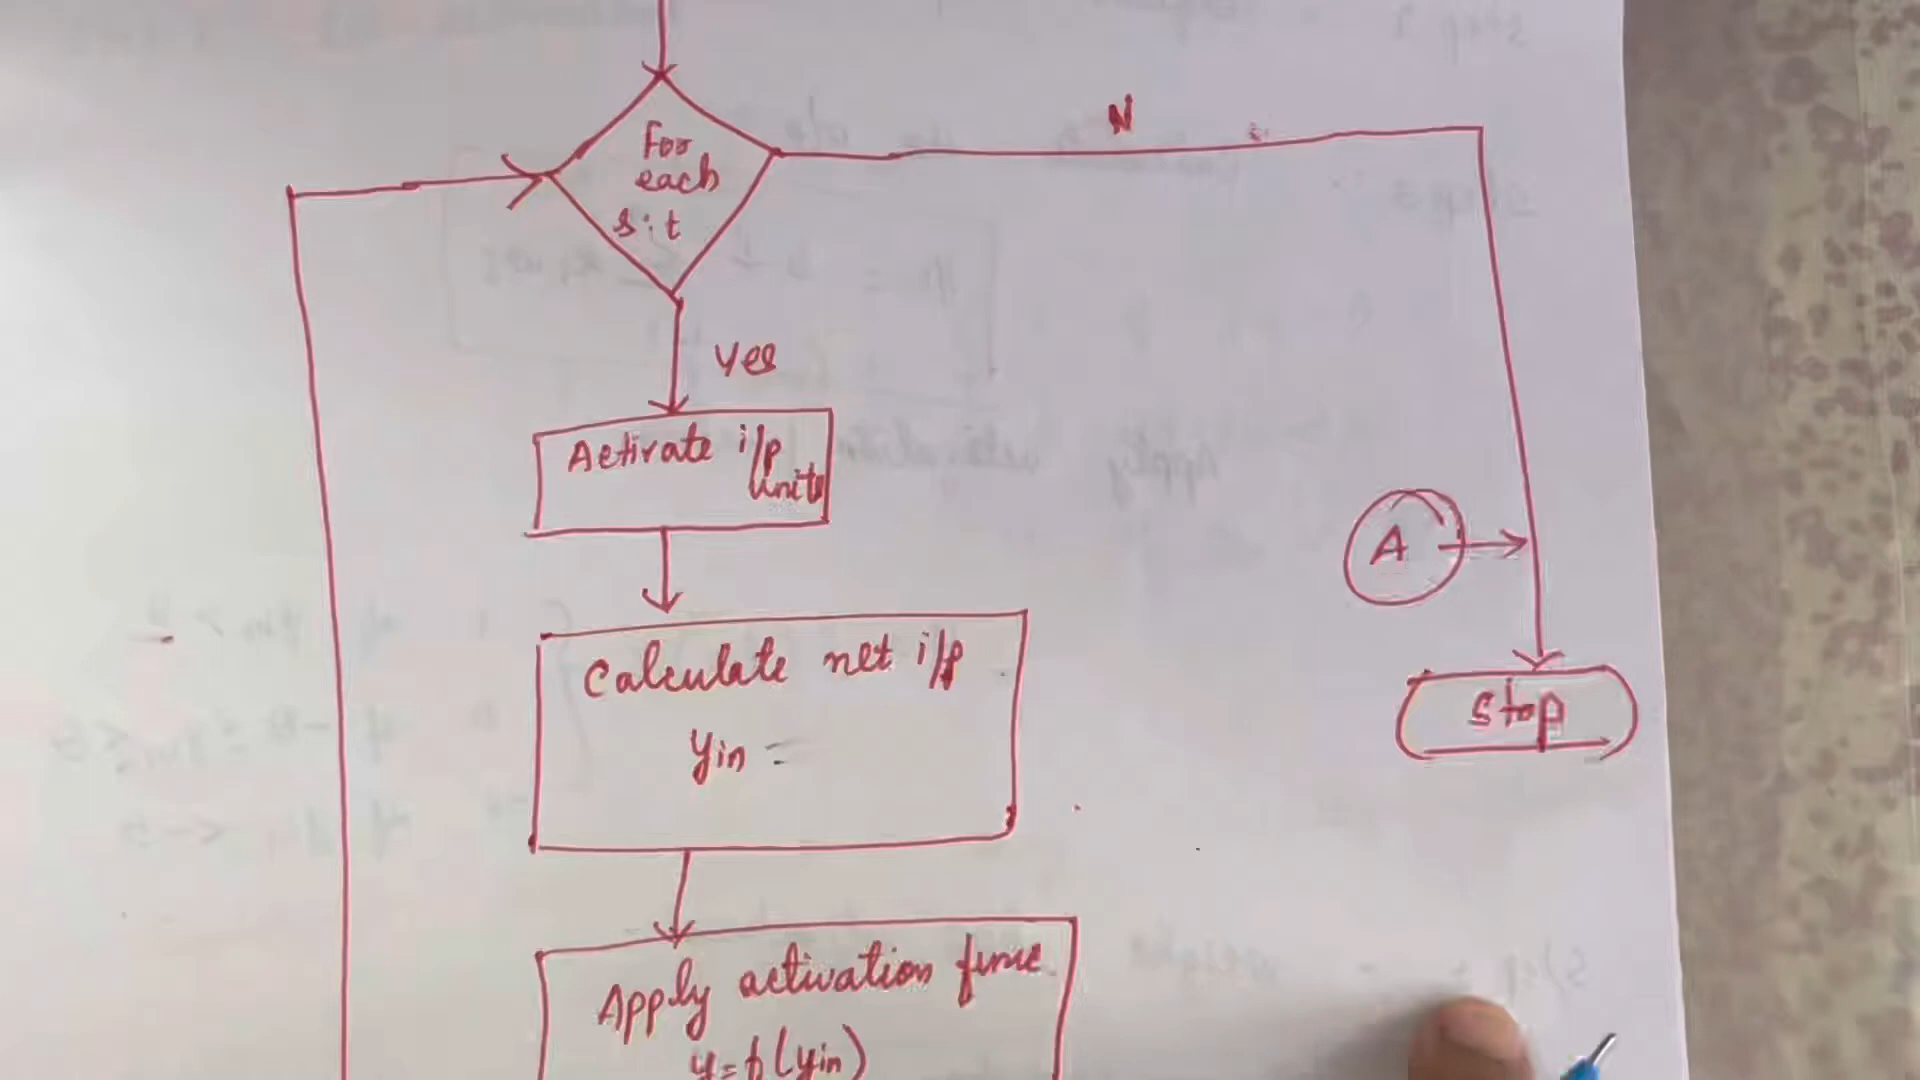 N
For
each
s:t
Yes
Activate i/p
units
A
Calculate net i/p
yin =
stop
Apply activation func
y=f(yin)